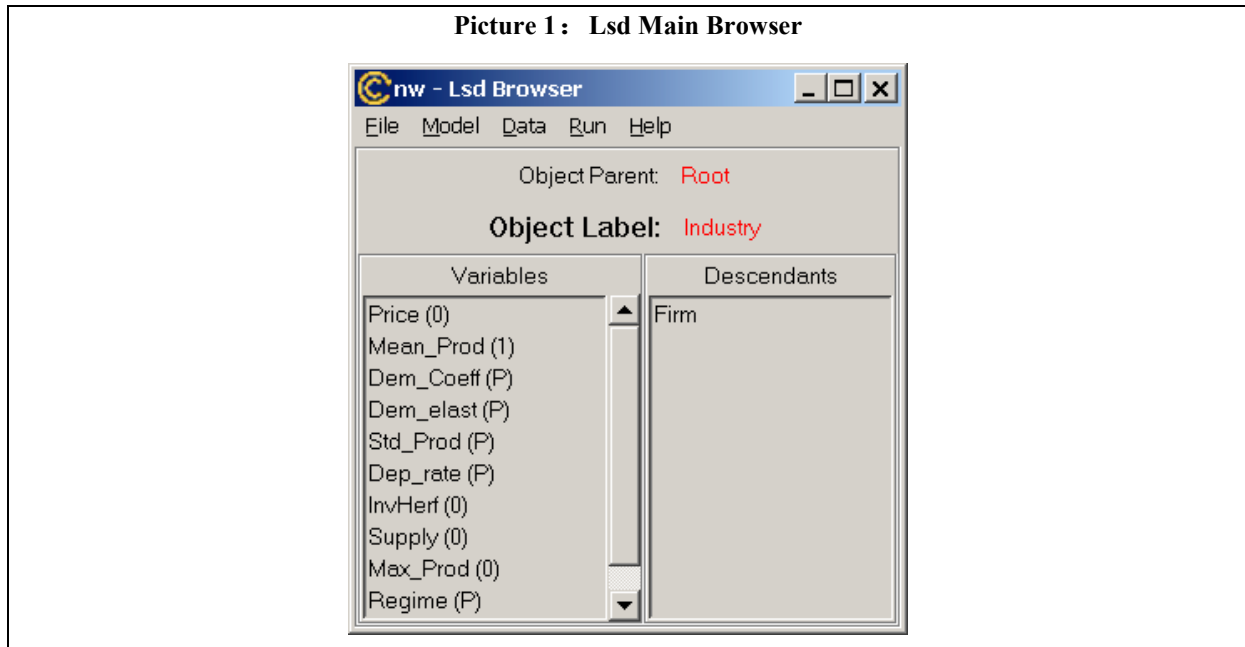 Picture 1： Lsd Main Browser
nw - Lsd Browser
File Model Data Run Help
Object Parent: Root
Object Label: Industry
Variables Descendants
Price (0) Firm
Mean_Prod (1)
Dem_Coeff (P)
Dem_elast (P)
Std_Prod (P)
Dep_rate (P)
InvHerf (0)
Supply (0)
Max_Prod (0)
Regime (P)